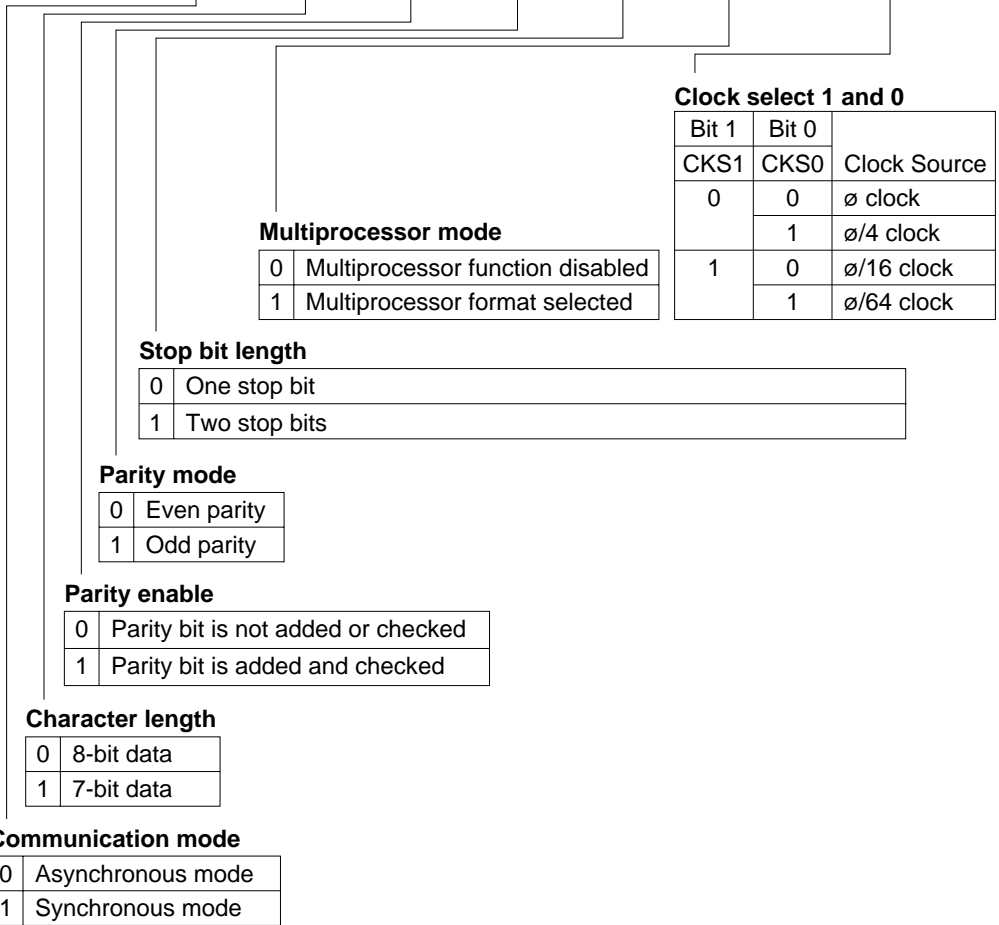 Clock select 1 and 0
Bit 1 Bit 0
CKS1 CKS0 Clock Source
0 0 ø clock
1 ø/4 clock
1 0 ø/16 clock
1 ø/64 clock
Multiprocessor mode
0 Multiprocessor function disabled
1 Multiprocessor format selected
Stop bit length
0 One stop bit
1 Two stop bits
Parity mode
0 Even parity
1 Odd parity
Parity enable
0 Parity bit is not added or checked
1 Parity bit is added and checked
Character length
0 8-bit data
1 7-bit data
Communication mode
0 Asynchronous mode
1 Synchronous mode